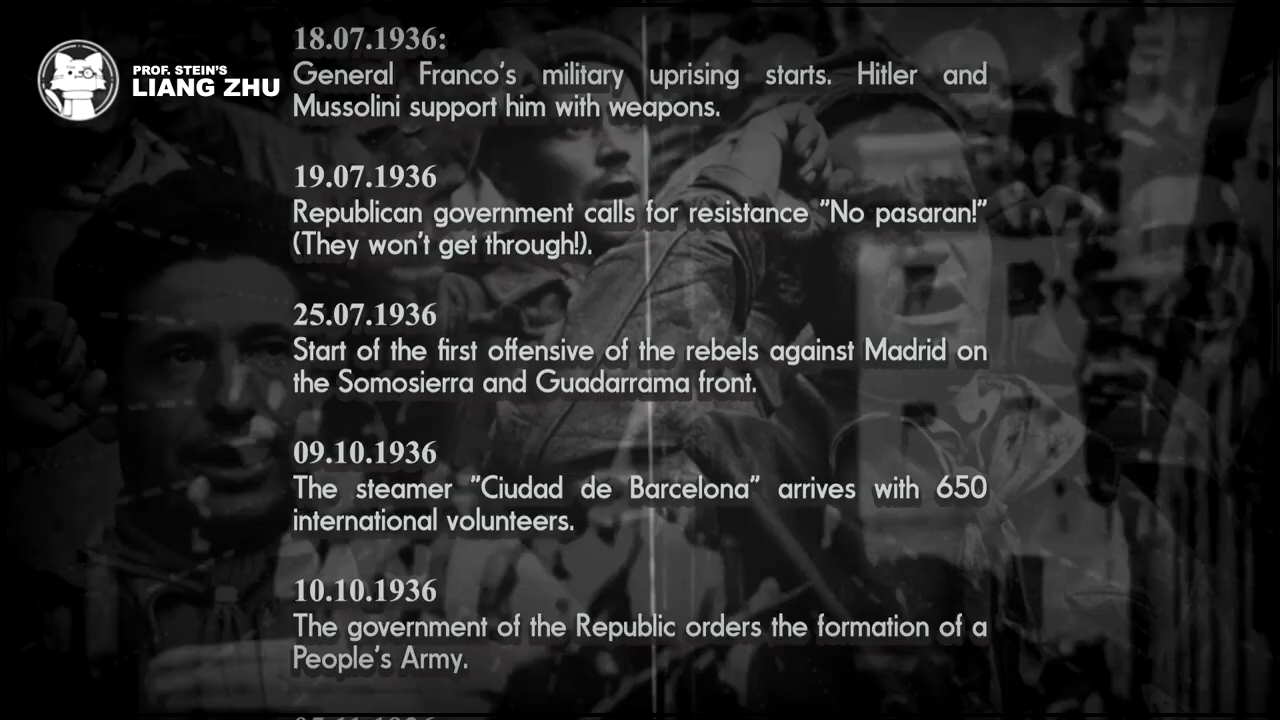 PROF. STEIN'S
LIANG ZHU
18.07.1936:
General Franco's military uprising starts. Hitler and
Mussolini support him with weapons.
19.07.1936
Republican government calls for resistance "No pasaran!"
(They won't get through!).
25.07.1936
Start of the first offensive of the rebels against Madrid on
the Somosierra and Guadarrama front.
09.10.1936
The steamer "Ciudad de Barcelona" arrives with 650
international volunteers.
10.10.1936
The government of the Republic orders the formation of a
People's Army.